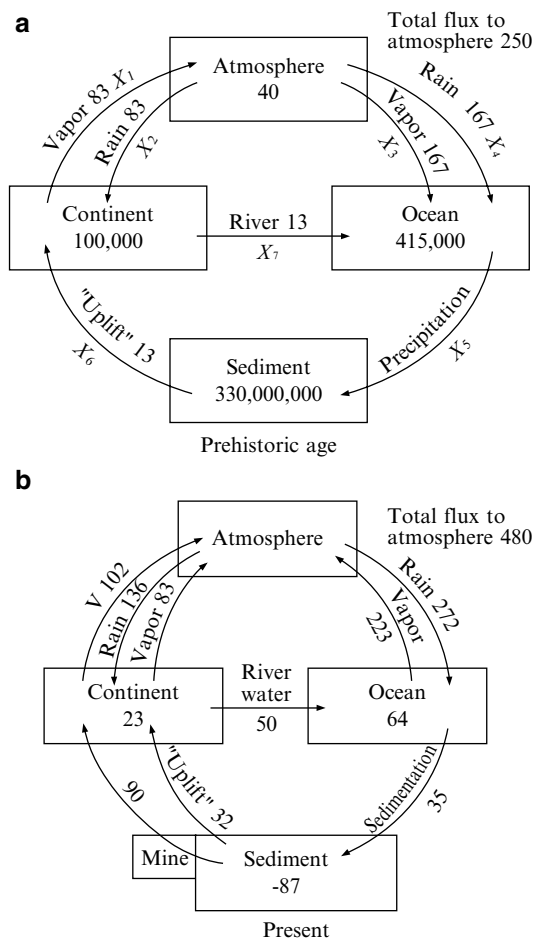 a
Total flux to
atmosphere 250
Atmosphere
40
Vapor 83 X1
Rain 83
X2
Vapor 167
X3
Rain 167 X4
Continent
100,000
River 13
X7
Ocean
415,000
"Uplift" 13
X6
Precipitation
X5
Sediment
330,000,000
Prehistoric age
b
Total flux to
atmosphere 480
Atmosphere
V 102
Rain 136
Vapor 83
Vapor
223
Rain 272
Continent
23
River
water
50
Ocean
64
90
"Uplift" 32
Sedimentation
35
Mine
Sediment
-87
Present